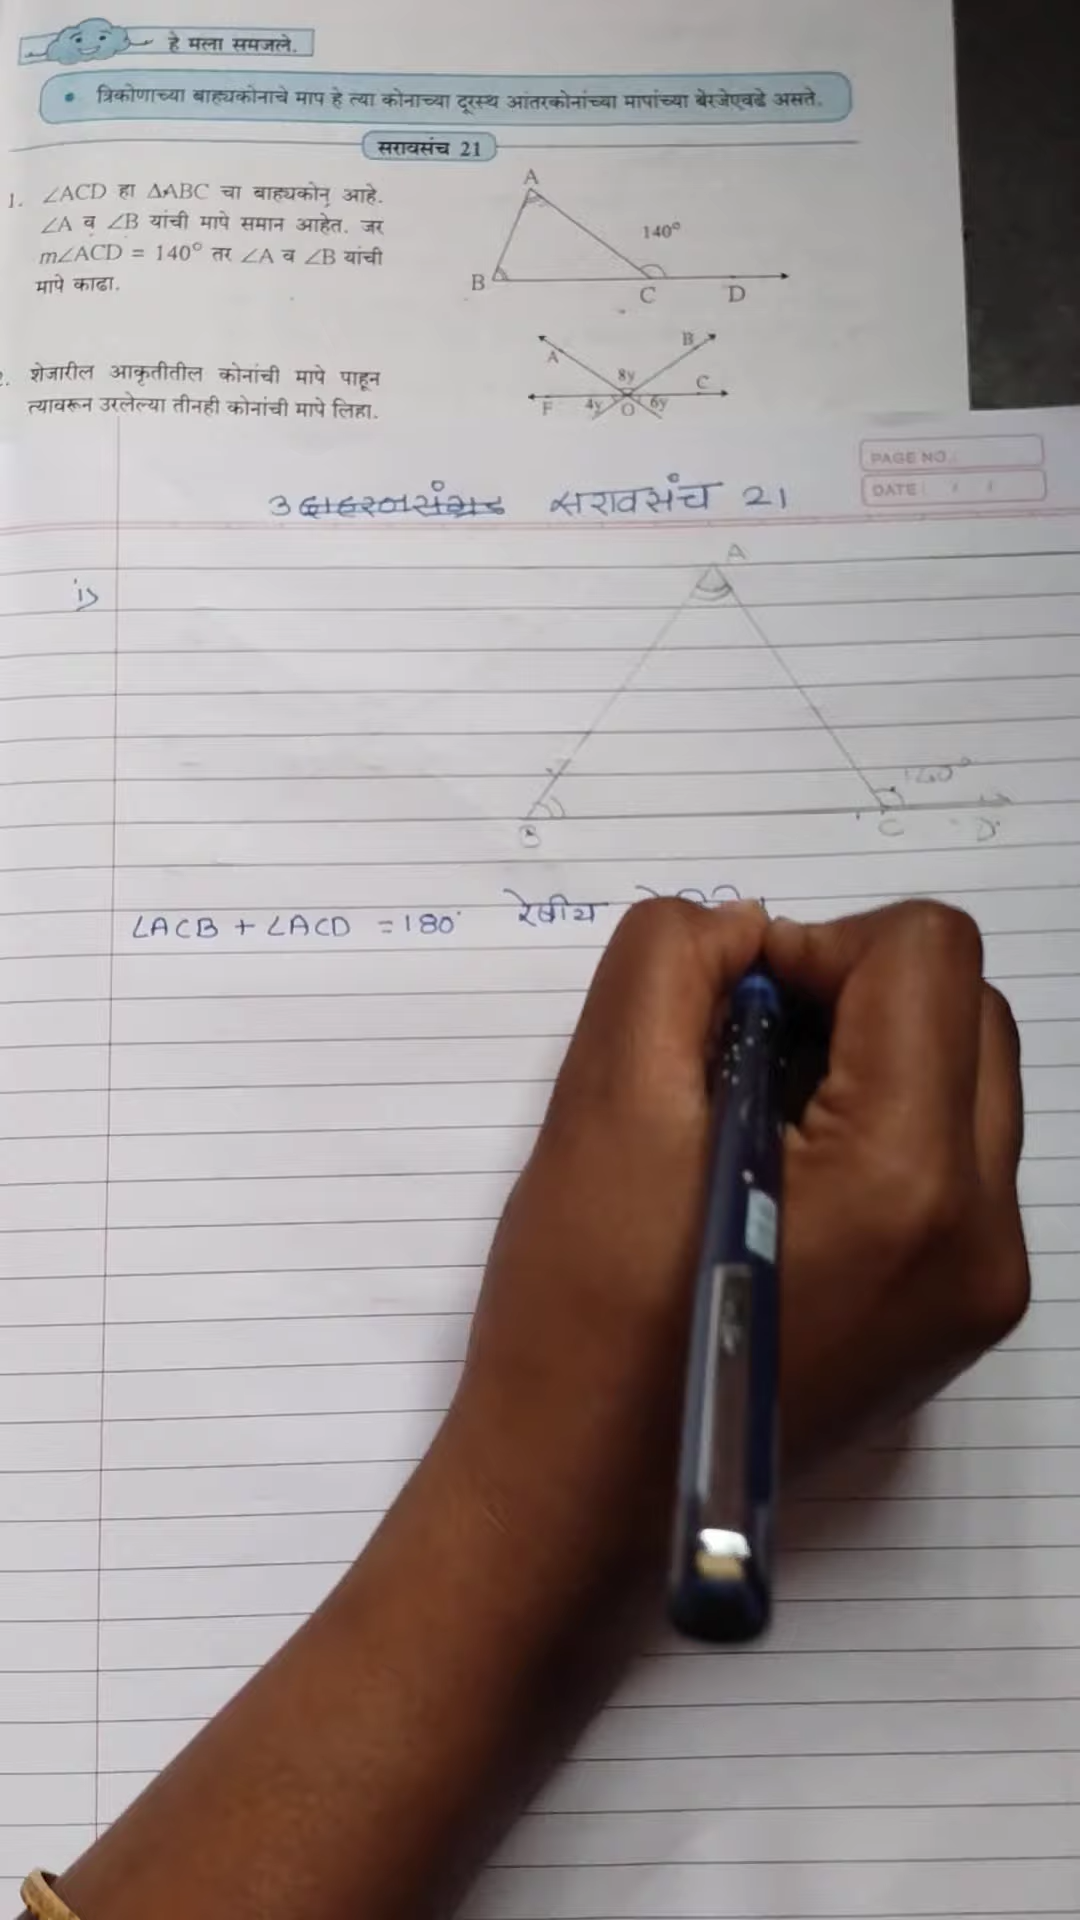 हे मला समजले.
• त्रिकोणाच्या बाह्यकोनाचे माप हे त्या कोनाच्या दूरस्थ आंतरकोनांच्या मापांच्या बेरजेएवढे असते.
सरावसंच 21
1. ∠ACD हा ΔABC चा बाह्यकोन आहे.
∠A व ∠B यांची मापे समान आहेत. जर
m∠ACD = 140° तर ∠A व ∠B यांची
मापे काढा.
A
140°
B
C
D
शेजारील आकृतीतील कोनांची मापे पाहून
त्यावरून उरलेल्या तीनही कोनांची मापे लिहा.
A
B
8y
C
F
4y
O
6y
PAGE NO.:
DATE: / /
सरावसंच 21
1)
A
140°
B
C
D
∠ACB + ∠ACD = 180° रेषीय